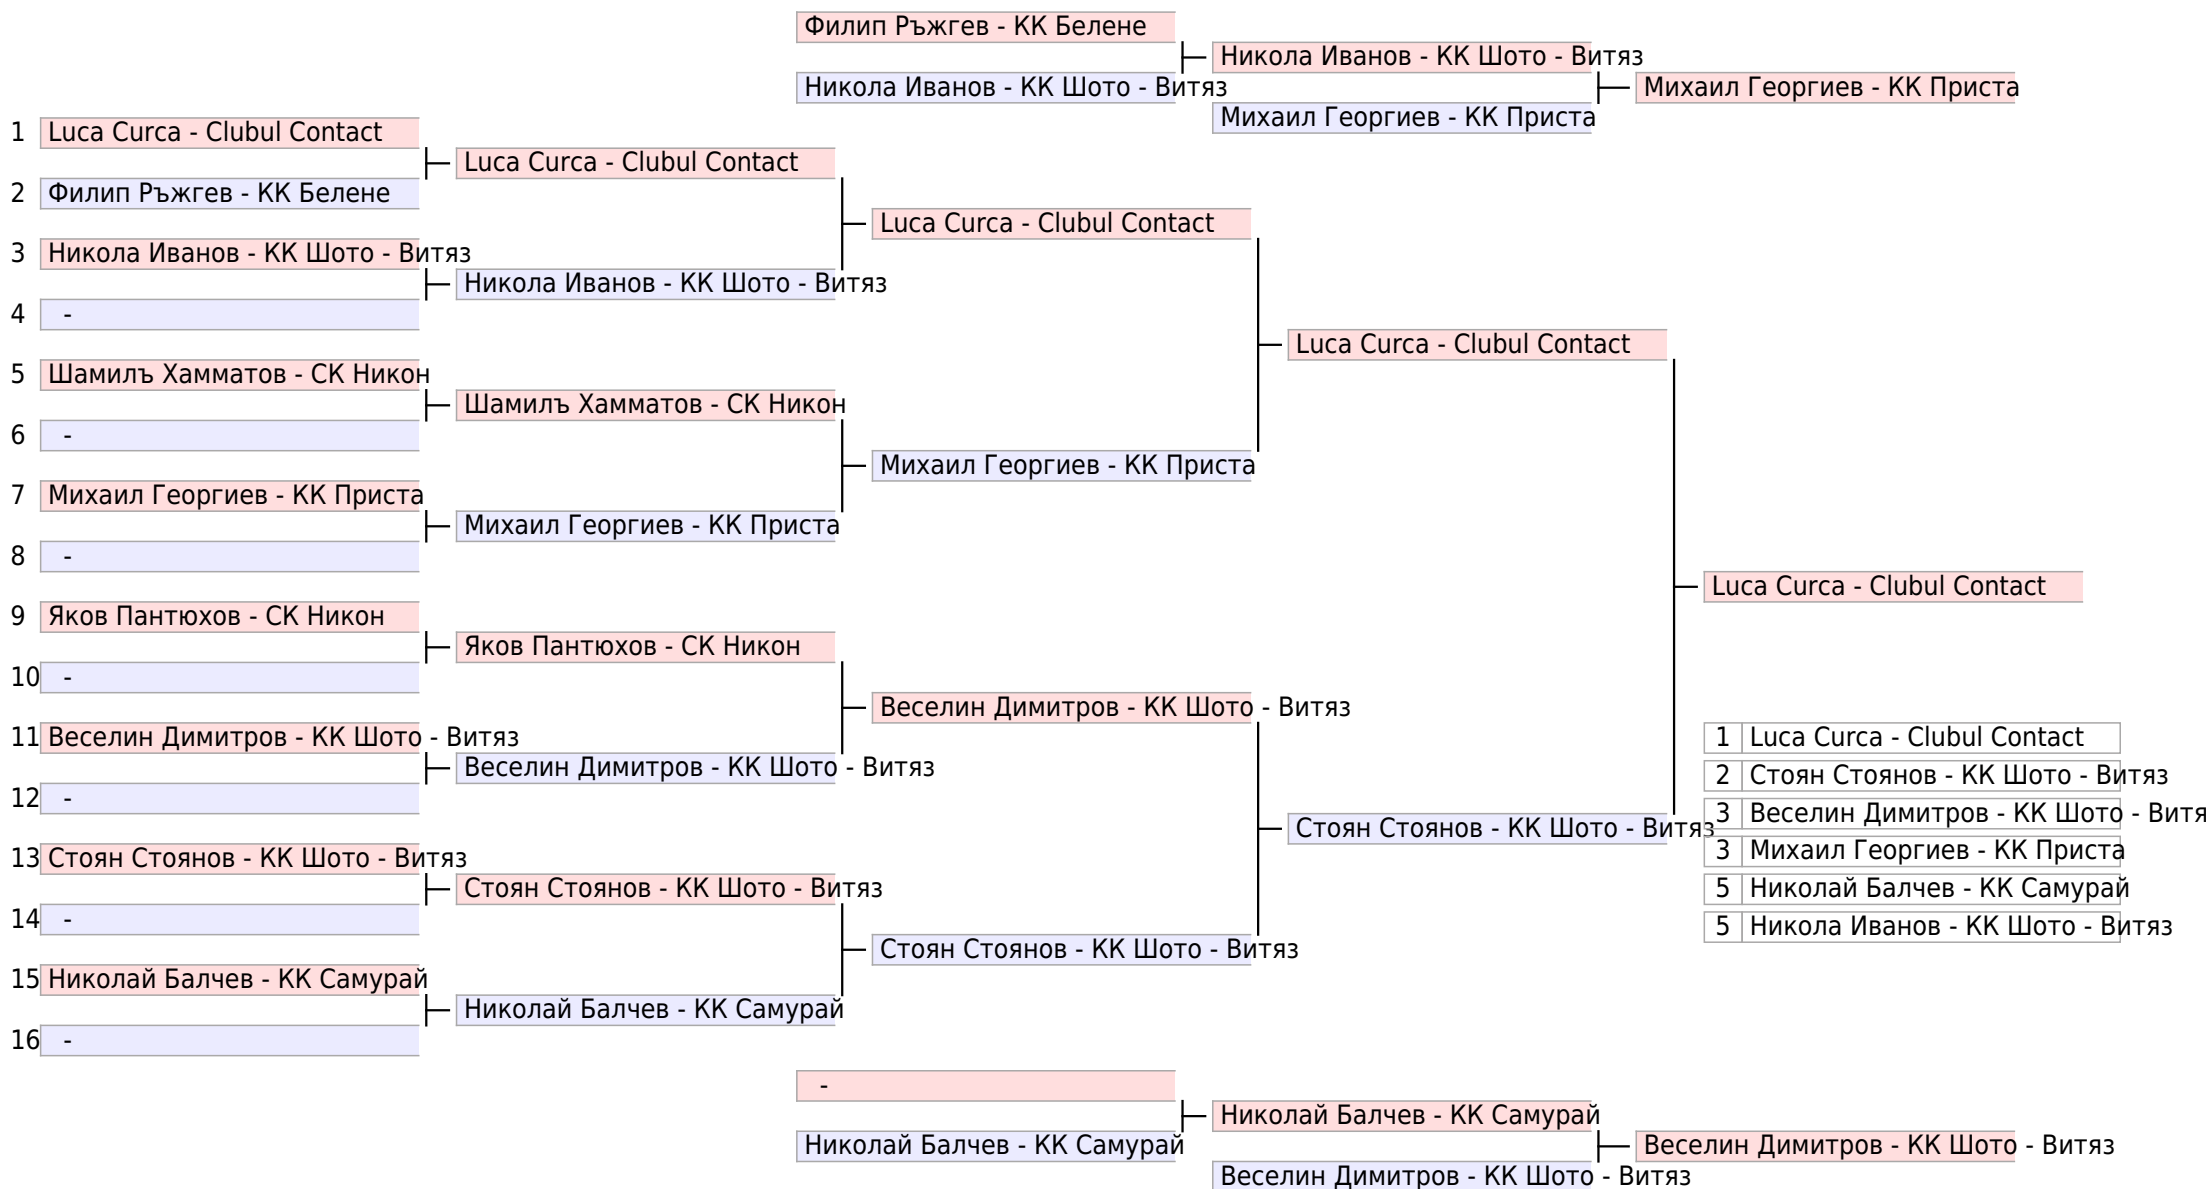 Филип Ръжгев - КК Белене
Никола Иванов - КК Шото - Витяз
Никола Иванов - КК Шото - Витяз
Михаил Георгиев - КК Приста
Михаил Георгиев - КК Приста
1 Luca Curca - Clubul Contact
Luca Curca - Clubul Contact
2 Филип Ръжгев - КК Белене
Luca Curca - Clubul Contact
3 Никола Иванов - КК Шото - Витяз
Никола Иванов - КК Шото - Витяз
4 -
Luca Curca - Clubul Contact
5 Шамилъ Хамматов - СК Никон
Шамилъ Хамматов - СК Никон
6 -
Михаил Георгиев - КК Приста
7 Михаил Георгиев - КК Приста
Михаил Георгиев - КК Приста
8 -
Luca Curca - Clubul Contact
9 Яков Пантюхов - СК Никон
Яков Пантюхов - СК Никон
10 -
Веселин Димитров - КК Шото - Витяз
11 Веселин Димитров - КК Шото - Витяз
Веселин Димитров - КК Шото - Витяз
12 -
Стоян Стоянов - КК Шото - Витяз
13 Стоян Стоянов - КК Шото - Витяз
Стоян Стоянов - КК Шото - Витяз
14 -
Стоян Стоянов - КК Шото - Витяз
15 Николай Балчев - КК Самурай
Николай Балчев - КК Самурай
16 -
1 Luca Curca - Clubul Contact
2 Стоян Стоянов - КК Шото - Витяз
3 Веселин Димитров - КК Шото - Витя
3 Михаил Георгиев - КК Приста
5 Николай Балчев - КК Самурай
5 Никола Иванов - КК Шото - Витяз
-
Николай Балчев - КК Самурай
Николай Балчев - КК Самурай
Веселин Димитров - КК Шото - Витяз
Веселин Димитров - КК Шото - Витяз